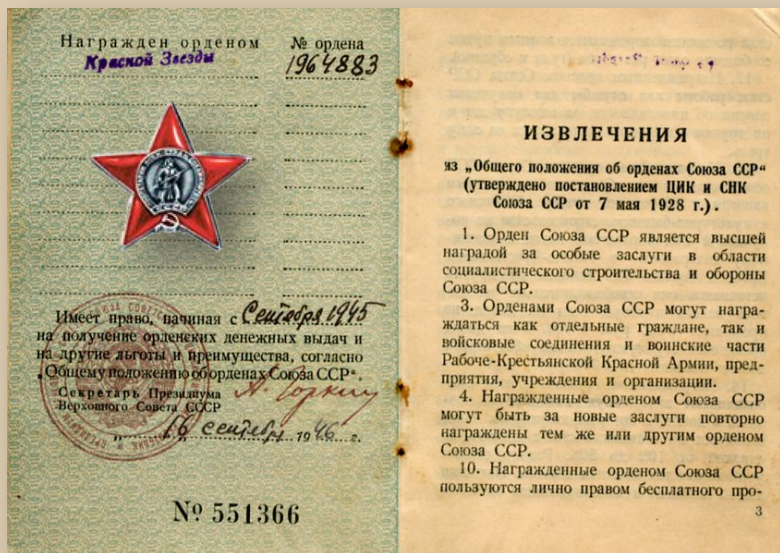 Награжден орденом
Красной Звезды
№ ордена
1964883
Имеет право, начиная с Сентября 1945
на получение орденских денежных выдач и
на другие льготы и преимущества, согласно
„Общему положению об орденах Союза ССР“.
Секретарь Президиума
Верховного Совета СССР
А. Горкин
„16 сентября 1946 г.
№ 551366
ИЗВЛЕЧЕНИЯ
из „Общего положения об орденах Союза ССР“
(утверждено постановлением ЦИК и СНК
Союза ССР от 7 мая 1928 г.).
1. Орден Союза ССР является высшей
наградой за особые заслуги в области
социалистического строительства и обороны
Союза ССР.
3. Орденами Союза ССР могут награ-
ждаться как отдельные граждане, так и
войсковые соединения и воинские части
Рабоче-Крестьянской Красной Армии, пред-
приятия, учреждения и организации.
4. Награжденные орденом Союза ССР
могут быть за новые заслуги повторно
награждены тем же или другим орденом
Союза ССР.
10. Награжденные орденом Союза ССР
пользуются лично правом бесплатного про-
3